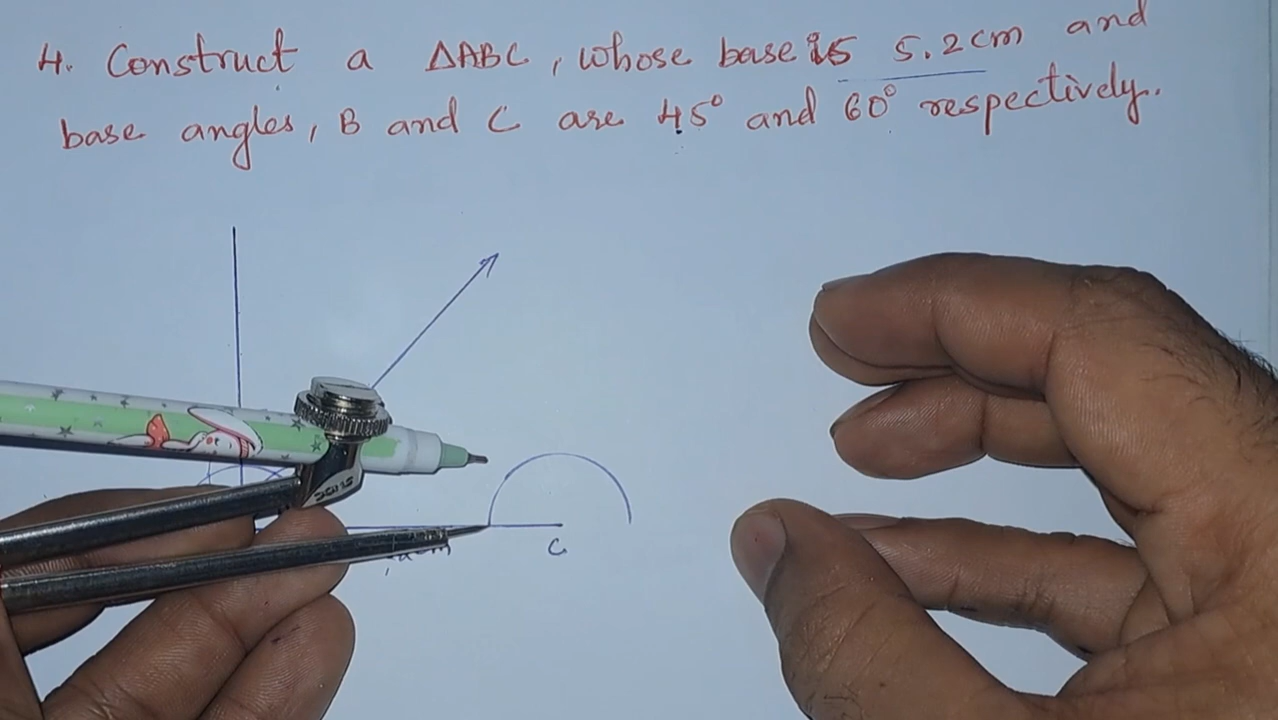 4. Construct a ΔABC, whose base is 5.2cm and
base angles, B and C are 45° and 60° respectively.
C